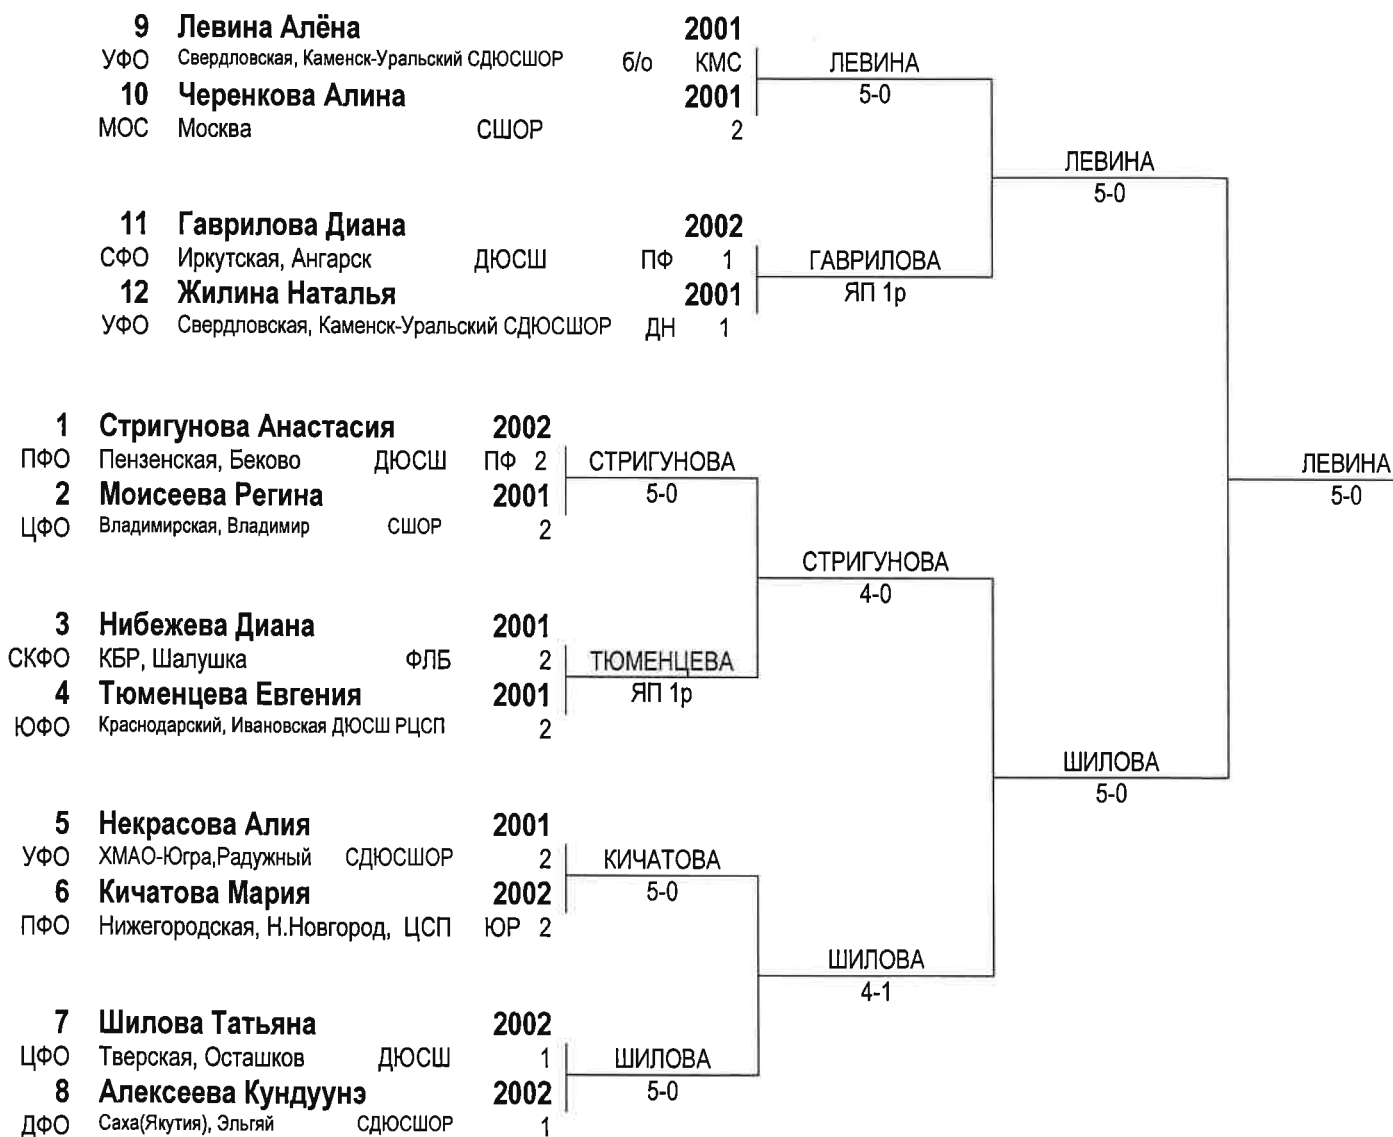 9 Левина Алёна 2001
УФО Свердловская, Каменск-Уральский СДЮСШОР б/о КМС
ЛЕВИНА
5-0
10 Черенкова Алина 2001
МОС Москва СШОР 2
ЛЕВИНА
5-0
11 Гаврилова Диана 2002
СФО Иркутская, Ангарск ДЮСШ ПФ 1
ГАВРИЛОВА
ЯП 1р
12 Жилина Наталья 2001
УФО Свердловская, Каменск-Уральский СДЮСШОР ДН 1
1 Стригунова Анастасия 2002
ПФО Пензенская, Беково ДЮСШ ПФ 2
СТРИГУНОВА
5-0
ЛЕВИНА
5-0
2 Моисеева Регина 2001
ЦФО Владимирская, Владимир СШОР 2
СТРИГУНОВА
4-0
3 Нибежева Диана 2001
СКФО КБР, Шалушка ФЛБ 2
ТЮМЕНЦЕВА
ЯП 1р
4 Тюменцева Евгения 2001
ЮФО Краснодарский, Ивановская ДЮСШ РЦСП 2
ШИЛОВА
5-0
5 Некрасова Алия 2001
УФО ХМАО-Югра,Радужный СДЮСШОР 2
КИЧАТОВА
5-0
6 Кичатова Мария 2002
ПФО Нижегородская, Н.Новгород, ЦСП ЮР 2
ШИЛОВА
4-1
7 Шилова Татьяна 2002
ЦФО Тверская, Осташков ДЮСШ 1
ШИЛОВА
5-0
8 Алексеева Кундуунэ 2002
ДФО Саха(Якутия), Эльгяй СДЮСШОР 1